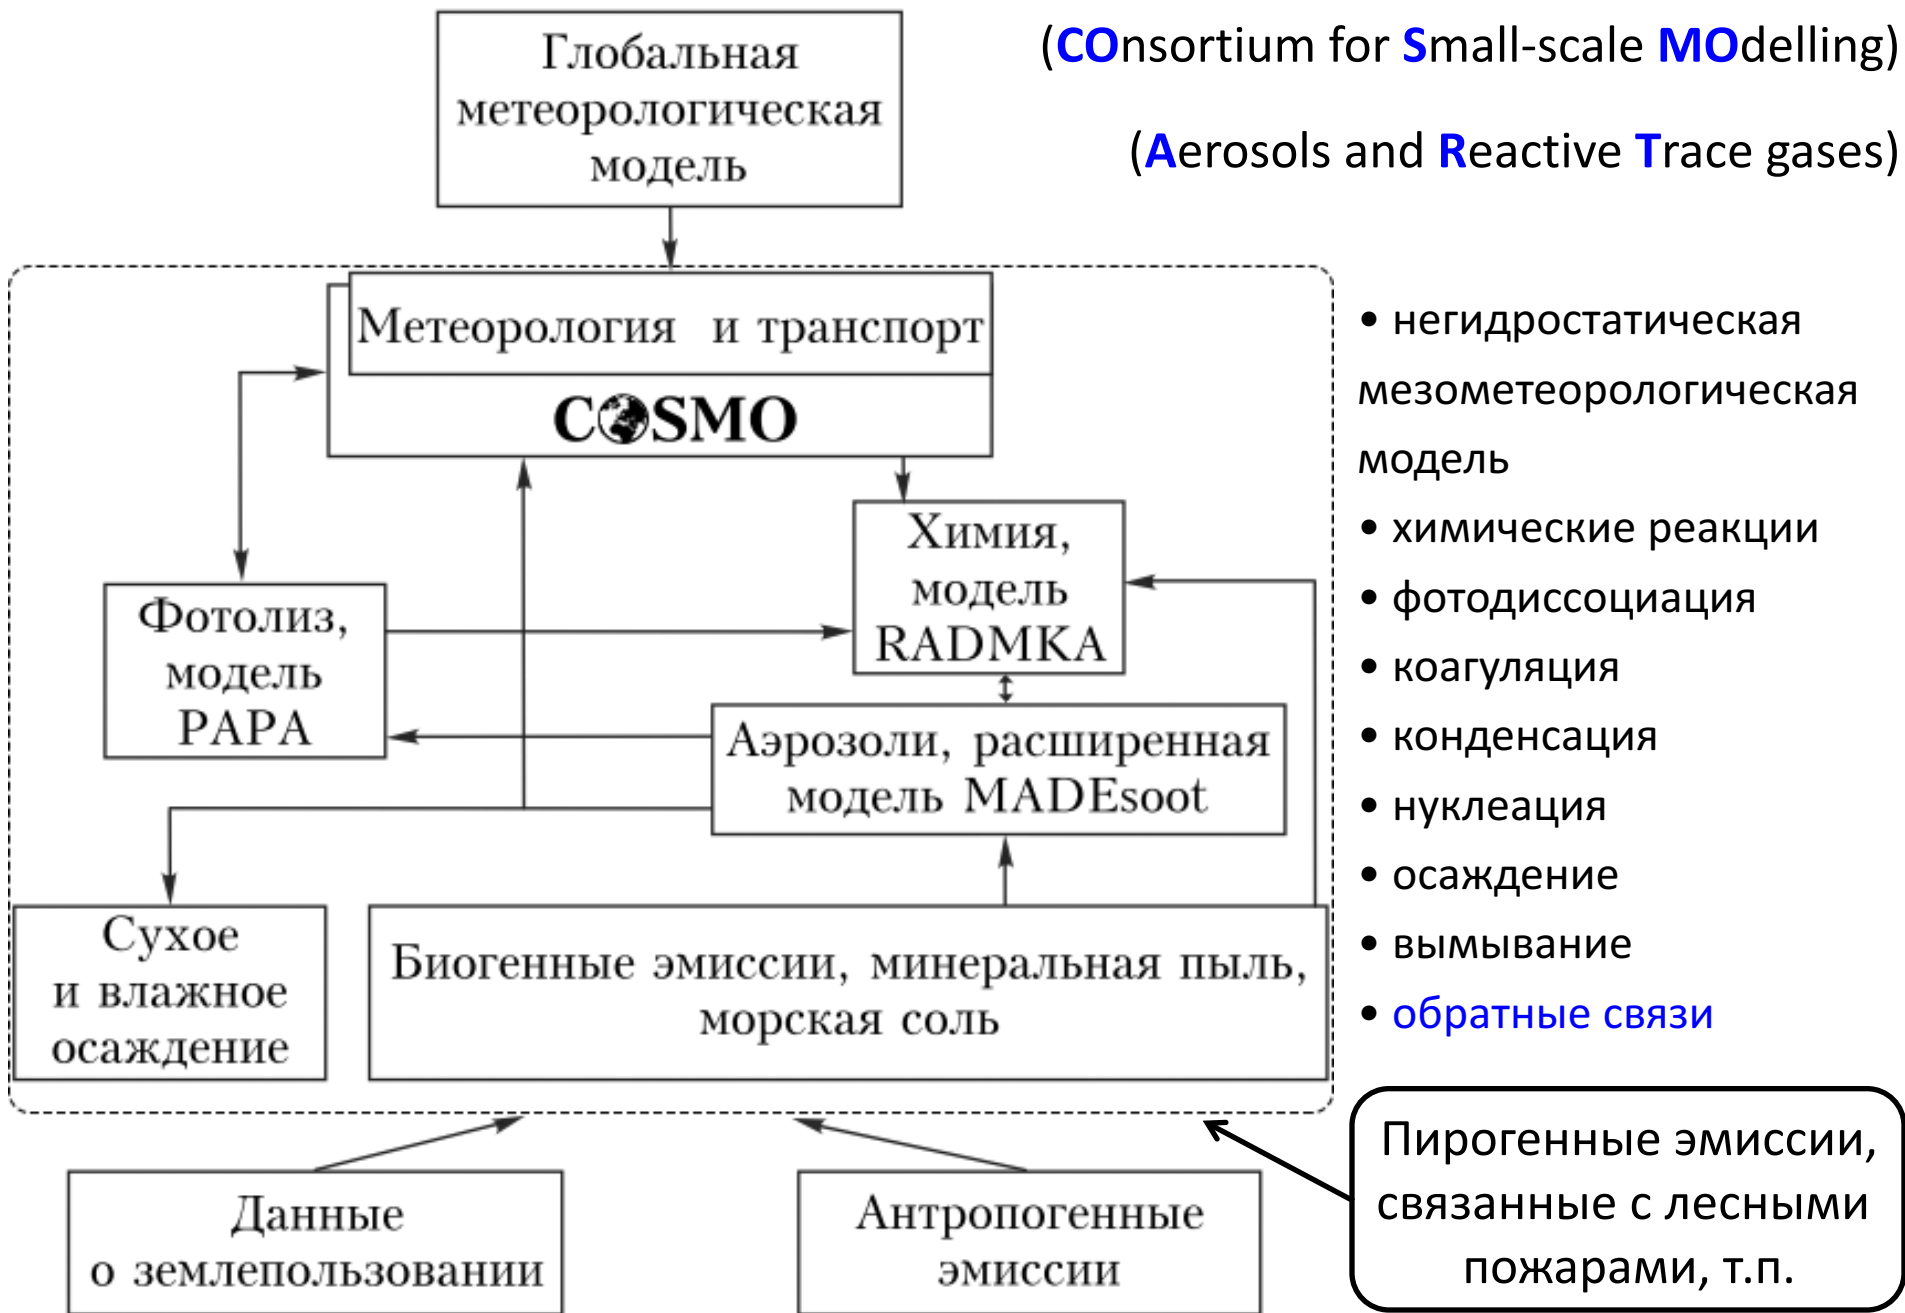 Глобальная
метеорологическая
модель
(COnsortium for Small-scale MOdelling)
(Aerosols and Reactive Trace gases)
Метеорология и транспорт
COSMO
Химия,
модель
RADMKA
Фотолиз,
модель
PAPA
Аэрозоли, расширенная
модель MADEsoot
Сухое
и влажное
осаждение
Биогенные эмиссии, минеральная пыль,
морская соль
• негидростатическая
мезометеорологическая
модель
• химические реакции
• фотодиссоциация
• коагуляция
• конденсация
• нуклеация
• осаждение
• вымывание
• обратные связи
Данные
о землепользовании
Антропогенные
эмиссии
Пирогенные эмиссии,
связанные с лесными
пожарами, т.п.